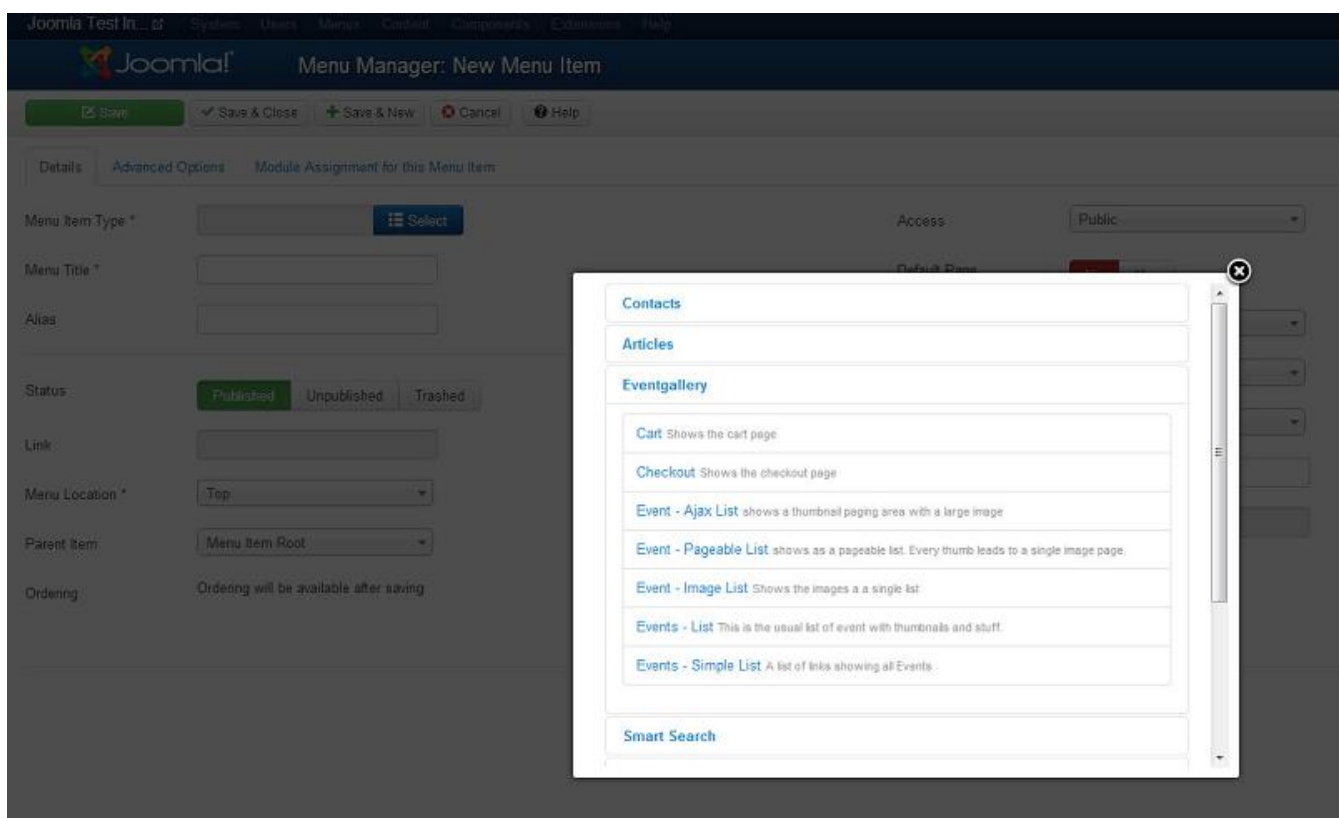 Joomla Test In... System Users Menus Content Components Extensions Help
Joomla! Menu Manager: New Menu Item
Save Save & Close Save & New Cancel Help
Details Advanced Options Module Assignment for this Menu Item
Menu Item Type * Select Access Public
Menu Title * Default Page
Alias
Contacts
Articles
Eventgallery
Cart Shows the cart page
Checkout Shows the checkout page
Event - Ajax List shows a thumbnail paging area with a large image
Event - Pageable List shows as a pageable list. Every thumb leads to a single image page.
Event - Image List Shows the images a a single list
Events - List This is the usual list of event with thumbnails and stuff.
Events - Simple List A list of links showing all Events
Smart Search
Status Published Unpublished Trashed
Link
Menu Location * Top
Parent Item Menu Item Root
Ordering Ordering will be available after saving